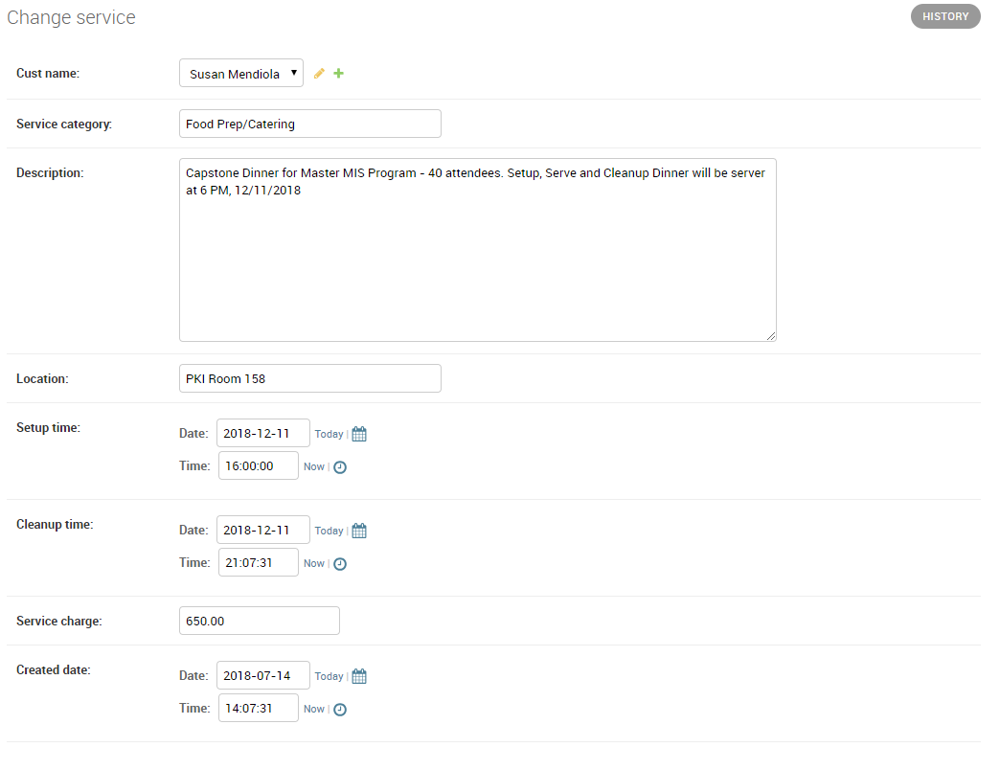 Change service
HISTORY
Cust name:
Susan Mendiola
Service category:
Food Prep/Catering
Description:
Capstone Dinner for Master MIS Program - 40 attendees. Setup, Serve and Cleanup Dinner will be server
at 6 PM, 12/11/2018
Location:
PKI Room 158
Setup time:
Date: 2018-12-11 Today |
Time: 16:00:00 Now |
Cleanup time:
Date: 2018-12-11 Today |
Time: 21:07:31 Now |
Service charge:
650.00
Created date:
Date: 2018-07-14 Today |
Time: 14:07:31 Now |